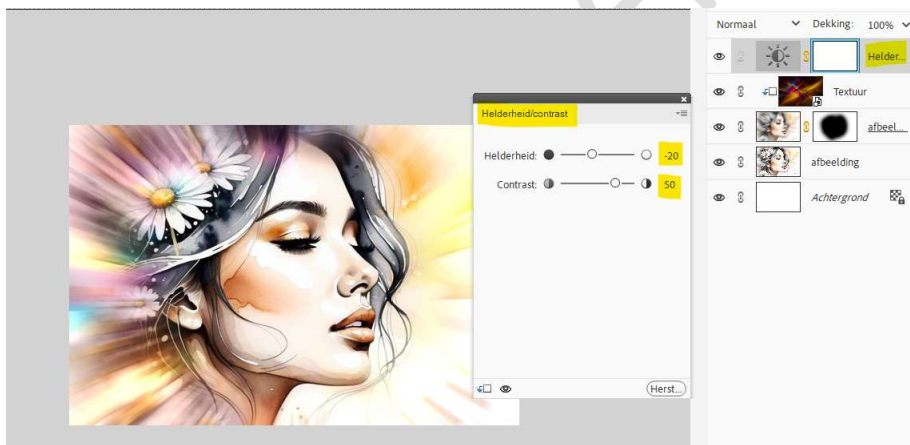 Normaal Dekking: 100%
Helder...
Textuur
afbeel...
afbeelding
Achtergrond
Helderheid/contrast
Helderheid: -20
Contrast: 50
Herst...